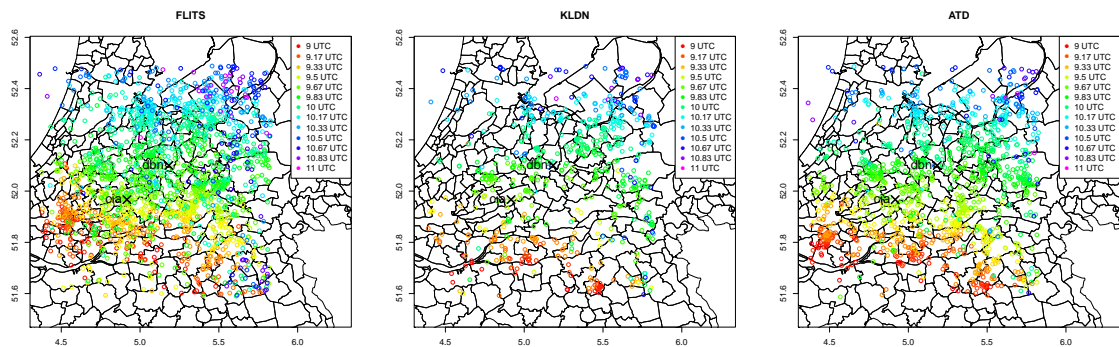 FLITS
52.6
52.4
52.2
52.0
51.8
51.6
4.5 5.0 5.5 6.0
9 UTC
9.17 UTC
9.33 UTC
9.5 UTC
9.67 UTC
9.83 UTC
10 UTC
10.17 UTC
10.33 UTC
10.5 UTC
10.67 UTC
10.83 UTC
11 UTC
dbnX
ojaX
KLDN
52.6
52.4
52.2
52.0
51.8
51.6
4.5 5.0 5.5 6.0
9 UTC
9.17 UTC
9.33 UTC
9.5 UTC
9.67 UTC
9.83 UTC
10 UTC
10.17 UTC
10.33 UTC
10.5 UTC
10.67 UTC
10.83 UTC
11 UTC
dbnX
ojaX
ATD
52.6
52.4
52.2
52.0
51.8
51.6
4.5 5.0 5.5 6.0
9 UTC
9.17 UTC
9.33 UTC
9.5 UTC
9.67 UTC
9.83 UTC
10 UTC
10.17 UTC
10.33 UTC
10.5 UTC
10.67 UTC
10.83 UTC
11 UTC
dbnX
ojaX